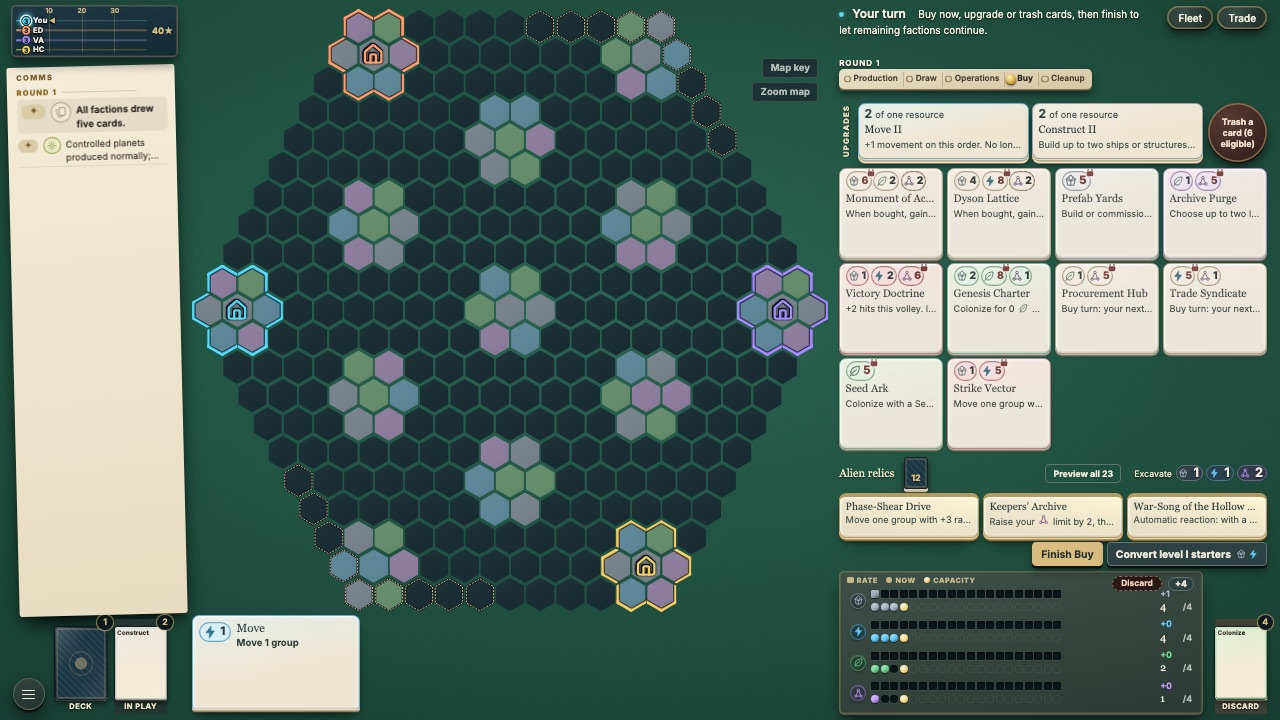 10 20 30
3 You
3 ED
3 VA
3 HC
40★
COMMS
ROUND 1
All factions drew
five cards.
Controlled planets
produced normally;...
Map key
Zoom map
Your turn Buy now, upgrade or trash cards, then finish to
let remaining factions continue.
Fleet
Trade
ROUND 1
Production
Draw
Operations
Buy
Cleanup
UPGRADES
2 of one resource
Move II
+1 movement on this order. No lon...
2 of one resource
Construct II
Build up to two ships or structures...
Trash a
card (6
eligible)
6 2 2
Monument of Ac...
When bought, gain...
4 8 2
Dyson Lattice
When bought, gain...
5
Prefab Yards
Build or commissio...
1 5
Archive Purge
Choose up to two l...
1 2 6
Victory Doctrine
+2 hits this volley. I...
2 8 1
Genesis Charter
Colonize for 0 ...
1 5
Procurement Hub
Buy turn: your next...
5 1
Trade Syndicate
Buy turn: your next...
5
Seed Ark
Colonize with a Se...
1 5
Strike Vector
Move one group w...
Alien relics
12
Preview all 23
Excavate 1 1 2
Phase-Shear Drive
Move one group with +3 ra...
Keepers' Archive
Raise your limit by 2, th...
War-Song of the Hollow ...
Automatic reaction: with a ...
Finish Buy
Convert level I starters
RATE NOW CAPACITY
Discard
+4
+1
4 /4
+0
4 /4
+0
2 /4
+0
1 /4
1
DECK
2
Construct
IN PLAY
1 Move
Move 1 group
4
Colonize
DISCARD